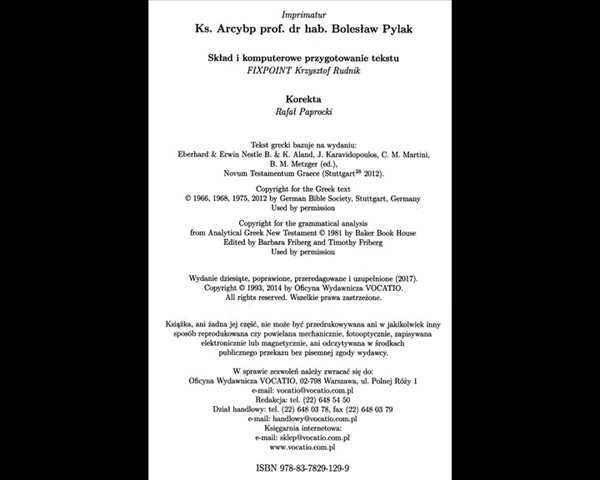 Imprimatur
Ks. Arcybp prof. dr hab. Bolesław Pylak
Skład i komputerowe przygotowanie tekstu
FIXPOINT Krzysztof Rudnik
Korekta
Rafał Paprocki
Tekst grecki bazuje na wydaniu:
Eberhard & Erwin Nestle B. & K. Aland, J. Karavidopoulos, C. M. Martini,
B. M. Metzger (ed.),
Novum Testamentum Graece (Stuttgart²⁸ 2012).
Copyright for the Greek text
© 1966, 1968, 1975, 2012 by German Bible Society, Stuttgart, Germany
Used by permission
Copyright for the grammatical analysis
from Analytical Greek New Testament © 1981 by Baker Book House
Edited by Barbara Friberg and Timothy Friberg
Used by permission
Wydanie dziesiąte, poprawione, przeredagowane i uzupełnione (2017).
Copyright © 1993, 2014 by Oficyna Wydawnicza VOCATIO.
All rights reserved. Wszelkie prawa zastrzeżone.
Książka, ani żadna jej część, nie może być przedrukowywana ani w jakikolwiek inny
sposób reprodukowana czy powielana mechanicznie, fotooptycznie, zapisywana
elektronicznie lub magnetycznie, ani odczytywana w środkach
publicznego przekazu bez pisemnej zgody wydawcy.
W sprawie zezwoleń należy zwracać się do:
Oficyna Wydawnicza VOCATIO, 02-798 Warszawa, ul. Polnej Róży 1
e-mail: vocatio@vocatio.com.pl
Redakcja: tel. (22) 648 54 50
Dział handlowy: tel. (22) 648 03 78, fax (22) 648 03 79
e-mail: handlowy@vocatio.com.pl
Księgarnia internetowa:
e-mail: sklep@vocatio.com.pl
www.vocatio.com.pl
ISBN 978-83-7829-129-9